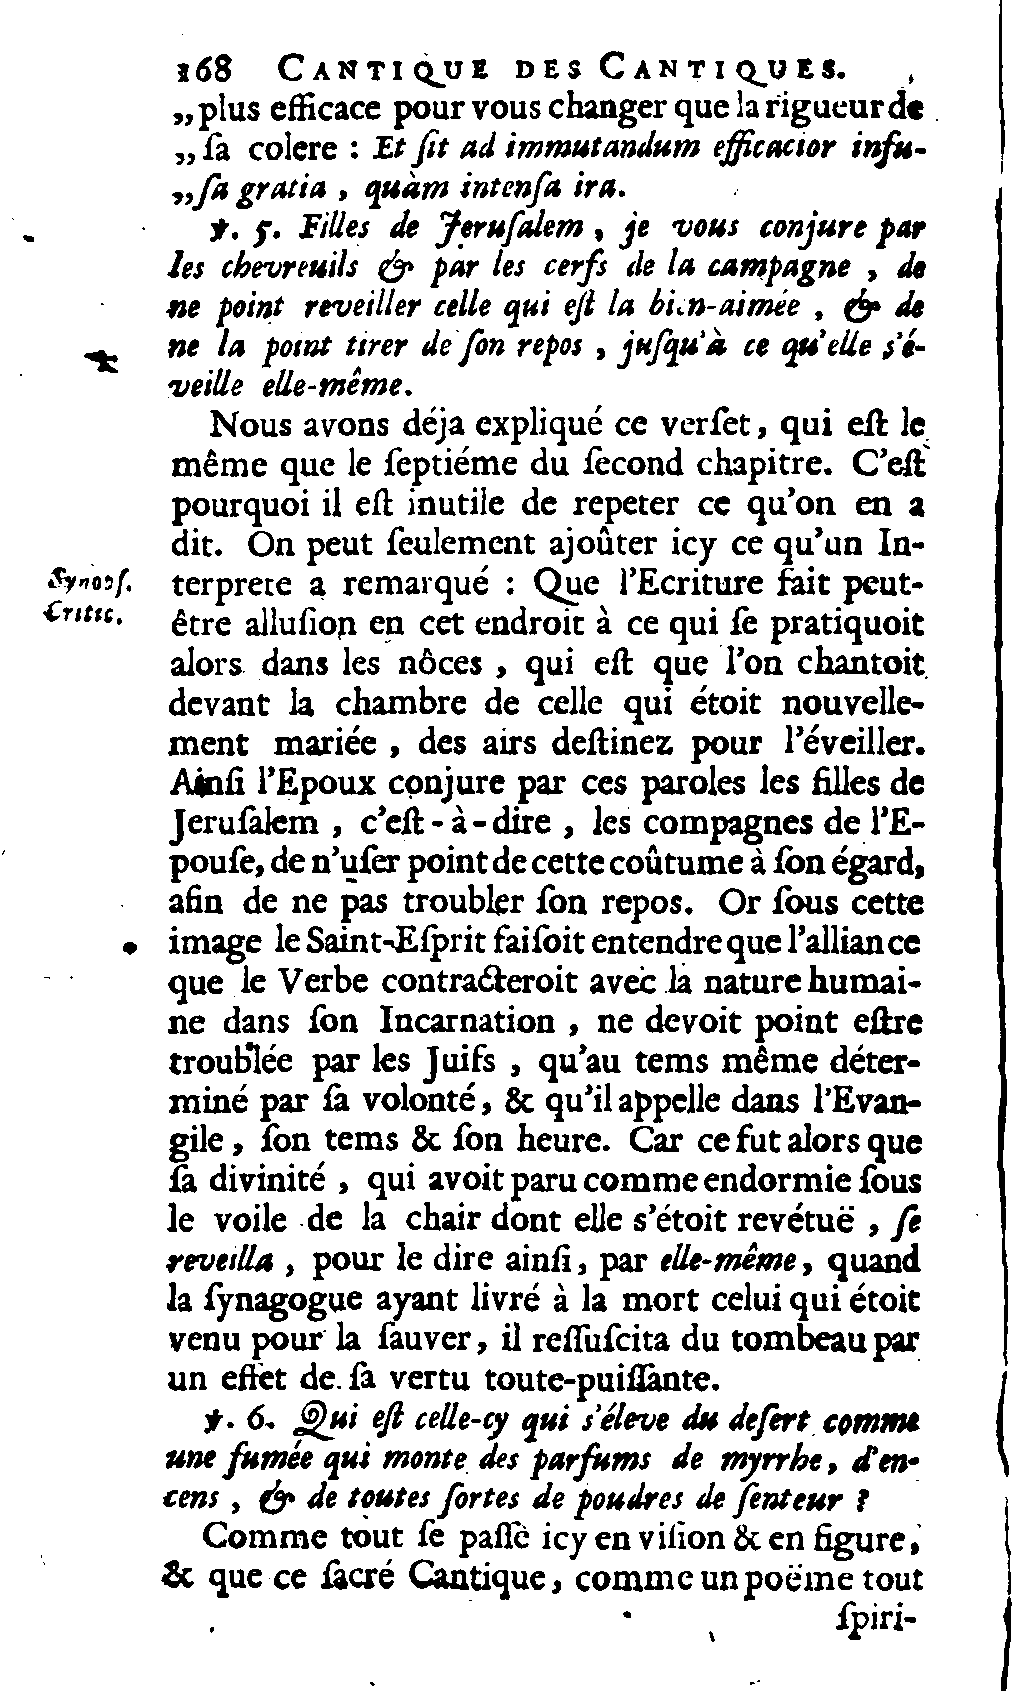 168 CANTIQUE DES CANTIQUES.
„plus efficace pour vous changer que la rigueur de
„ſa colere : Et ſit ad immutandum efficacior infu-
„ſa gratia , quàm intenſa ira.
℣. 5. Filles de Jeruſalem , je vous conjure par
les chevreuils & par les cerfs de la campagne , de
ne point reveiller celle qui eſt la bien-aimée , & de
ne la point tirer de ſon repos , juſqu'à ce qu'elle s'é-
veille elle-même.
Nous avons déja expliqué ce verſet, qui eſt le
même que le ſeptiéme du ſecond chapitre. C'eſt
pourquoi il eſt inutile de repeter ce qu'on en a
dit. On peut ſeulement ajoûter icy ce qu'un In-
Synopſ. terprete a remarqué : Que l'Ecriture fait peut-
Critic. être alluſion en cet endroit à ce qui ſe pratiquoit
alors dans les nôces , qui eſt que l'on chantoit
devant la chambre de celle qui étoit nouvelle-
ment mariée , des airs deſtinez pour l'éveiller.
Ainſi l'Epoux conjure par ces paroles les filles de
Jeruſalem , c'eſt-à-dire , les compagnes de l'E-
pouſe, de n'uſer point de cette coûtume à ſon égard,
afin de ne pas troubler ſon repos. Or ſous cette
image le Saint-Eſprit faiſoit entendre que l'alliance
que le Verbe contracteroit avec la nature humai-
ne dans ſon Incarnation , ne devoit point eſtre
troublée par les Juifs , qu'au tems même déter-
miné par ſa volonté, & qu'il appelle dans l'Evan-
gile, ſon tems & ſon heure. Car ce fut alors que
ſa divinité , qui avoit paru comme endormie ſous
le voile de la chair dont elle s'étoit revétuë , ſe
reveilla , pour le dire ainſi, par elle-même, quand
la ſynagogue ayant livré à la mort celui qui étoit
venu pour la ſauver, il reſſuſcita du tombeau par
un effet de ſa vertu toute-puiſſante.
℣. 6. Qui eſt celle-cy qui s'éleve du deſert comme
une fumée qui monte des parfums de myrrhe, d'en-
cens , & de toutes ſortes de poudres de ſenteur ?
Comme tout ſe paſſe icy en viſion & en figure,
& que ce ſacré Cantique, comme un poëme tout
ſpiri-